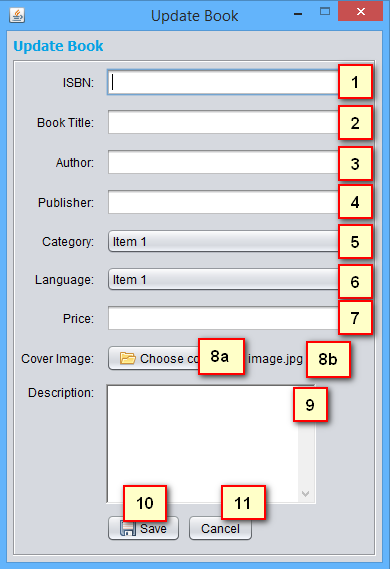 Update Book
Update Book
ISBN: 1
Book Title: 2
Author: 3
Publisher: 4
Category: Item 1 5
Language: Item 1 6
Price: 7
Cover Image: Choose 8a image.jpg 8b
Description: 9
10 11
Save Cancel